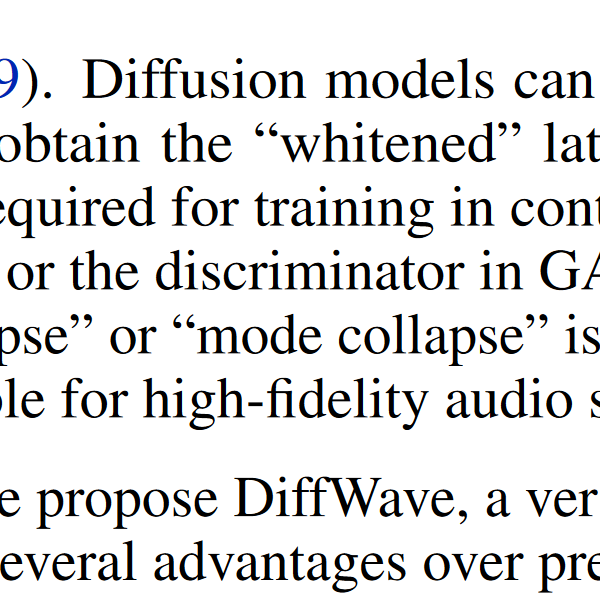 9). Diffusion models can
obtain the “whitened” lat
equired for training in cont
or the discriminator in GA
pse” or “mode collapse” is
ble for high-fidelity audio s
e propose DiffWave, a ver
everal advantages over pre